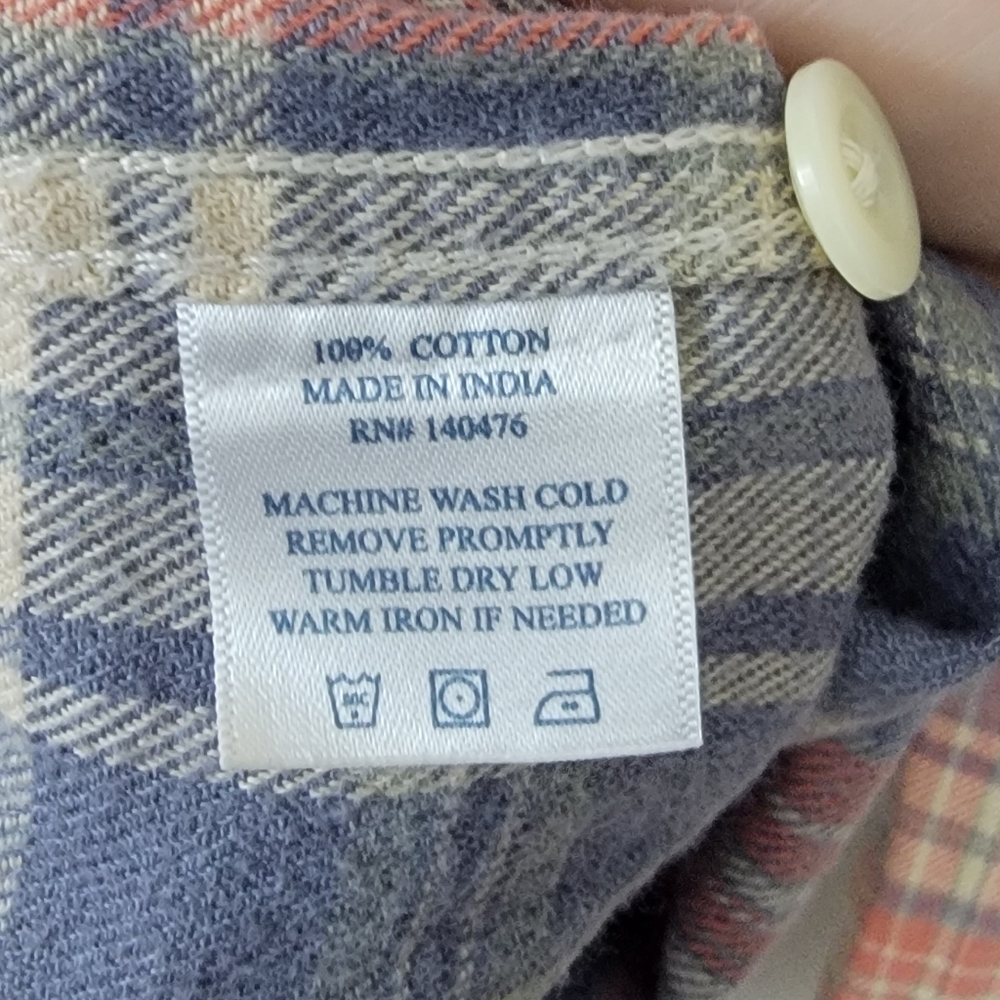 100% COTTON
MADE IN INDIA
RN# 140476
MACHINE WASH COLD
REMOVE PROMPTLY
TUMBLE DRY LOW
WARM IRON IF NEEDED
30C